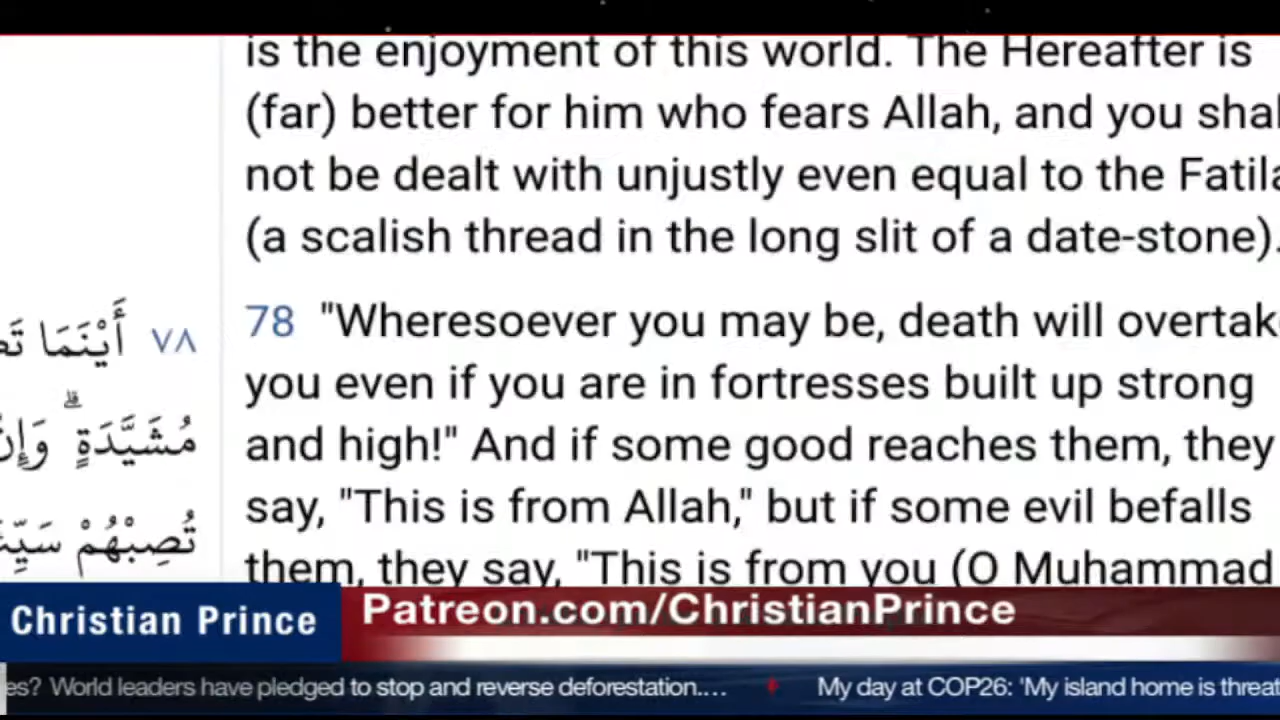 is the enjoyment of this world. The Hereafter is
(far) better for him who fears Allah, and you shal
not be dealt with unjustly even equal to the Fatila
(a scalish thread in the long slit of a date-stone).
٧٨ أَيْنَمَا
78 "Wheresoever you may be, death will overtak
you even if you are in fortresses built up strong
مُشَيَّدَةٍ ۗ وَإِن
and high!" And if some good reaches them, they
say, "This is from Allah," but if some evil befalls
تُصِبْهُمْ
them, they say, "This is from you (O Muhammad
Christian Prince
Patreon.com/ChristianPrince
es? World leaders have pledged to stop and reverse deforestation.... My day at COP26: 'My island home is threat